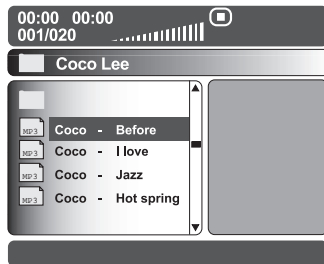 00:00 00:00
001/020
Coco Lee
MP3 Coco - Before
MP3 Coco - I love
MP3 Coco - Jazz
MP3 Coco - Hot spring